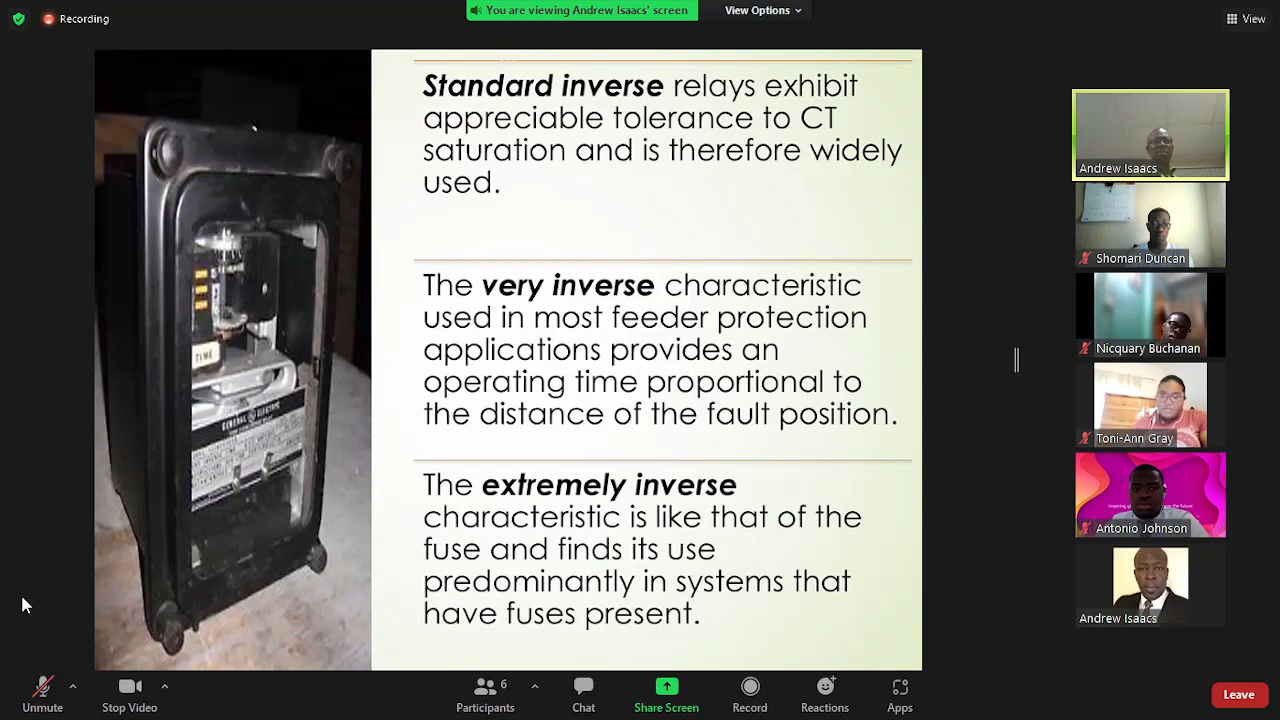 Recording
You are viewing Andrew Isaacs' screen
View Options
View
Standard inverse relays exhibit
appreciable tolerance to CT
saturation and is therefore widely
used.
The very inverse characteristic
used in most feeder protection
applications provides an
operating time proportional to
the distance of the fault position.
The extremely inverse
characteristic is like that of the
fuse and finds its use
predominantly in systems that
have fuses present.
TIME
GENERAL ELECTRIC
Andrew Isaacs
Shomari Duncan
Nicquary Buchanan
Toni-Ann Gray
Antonio Johnson
Andrew Isaacs
Unmute
Stop Video
6
Participants
Chat
Share Screen
Record
Reactions
Apps
Leave